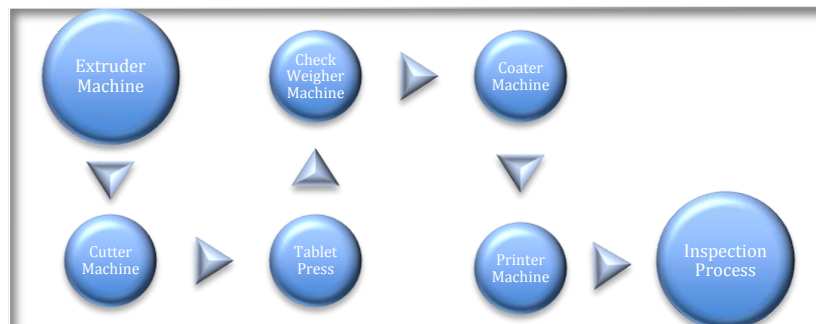 Extruder
Machine
Cutter
Machine
Tablet
Press
Check
Weigher
Machine
Coater
Machine
Printer
Machine
Inspection
Process